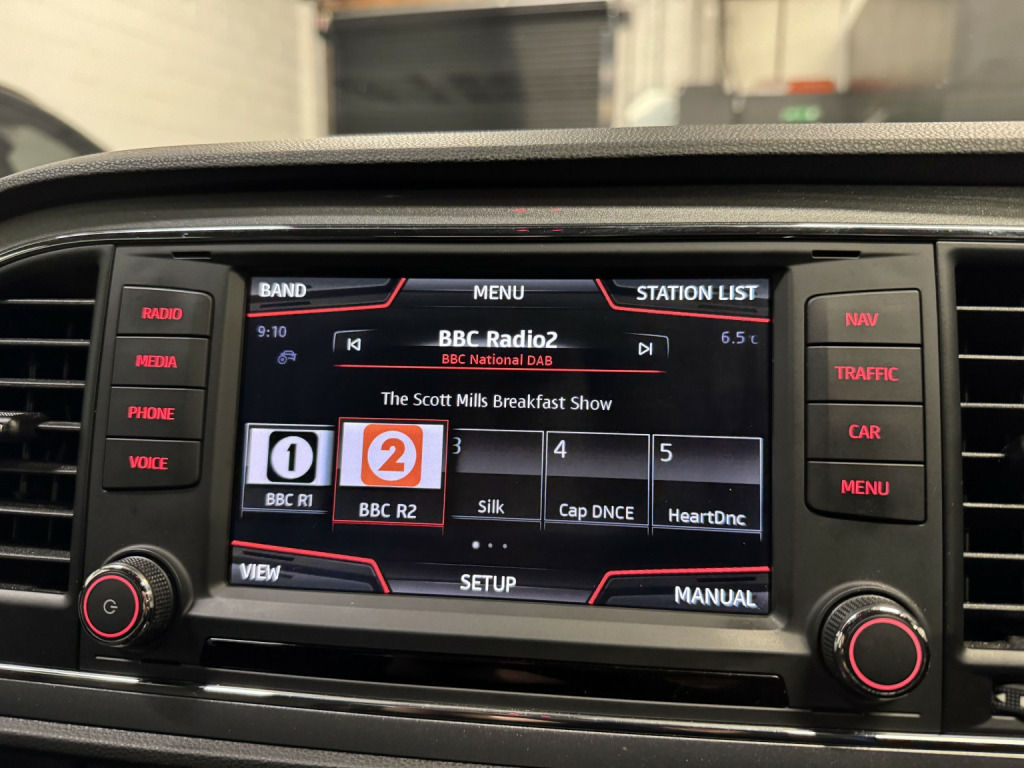 BAND
MENU
STATION LIST
9:10
BBC Radio2
6.5 c
BBC National DAB
The Scott Mills Breakfast Show
1
BBC R1
2
BBC R2
3
Silk
4
Cap DNCE
5
HeartDnc
VIEW
SETUP
MANUAL
RADIO
MEDIA
PHONE
VOICE
NAV
TRAFFIC
CAR
MENU